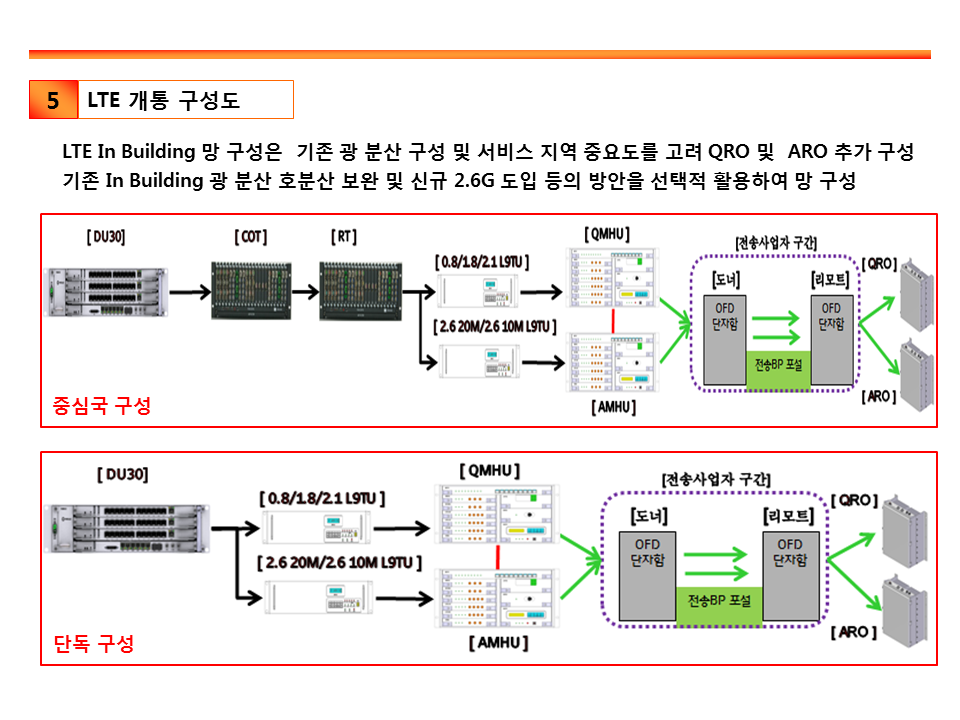 5 LTE 개통 구성도
LTE In Building 망 구성은 기존 광 분산 구성 및 서비스 지역 중요도를 고려 QRO 및 ARO 추가 구성
기존 In Building 광 분산 호분산 보완 및 신규 2.6G 도입 등의 방안을 선택적 활용하여 망 구성
[ DU30]
[ COT ]
[ RT ]
[ 0.8/1.8/2.1 L9TU ]
[ 2.6 20M/2.6 10M L9TU ]
[ QMHU ]
[ AMHU ]
[전송사업자 구간]
[도너]
[리포트]
OFD
단자함
OFD
단자함
전송BP 포설
[ QRO ]
[ ARO ]
중심국 구성
[ DU30]
[ 0.8/1.8/2.1 L9TU ]
[ 2.6 20M/2.6 10M L9TU ]
[ QMHU ]
[ AMHU ]
[전송사업자 구간]
[도너]
[리포트]
OFD
단자함
OFD
단자함
전송BP 포설
[ QRO ]
[ ARO ]
단독 구성